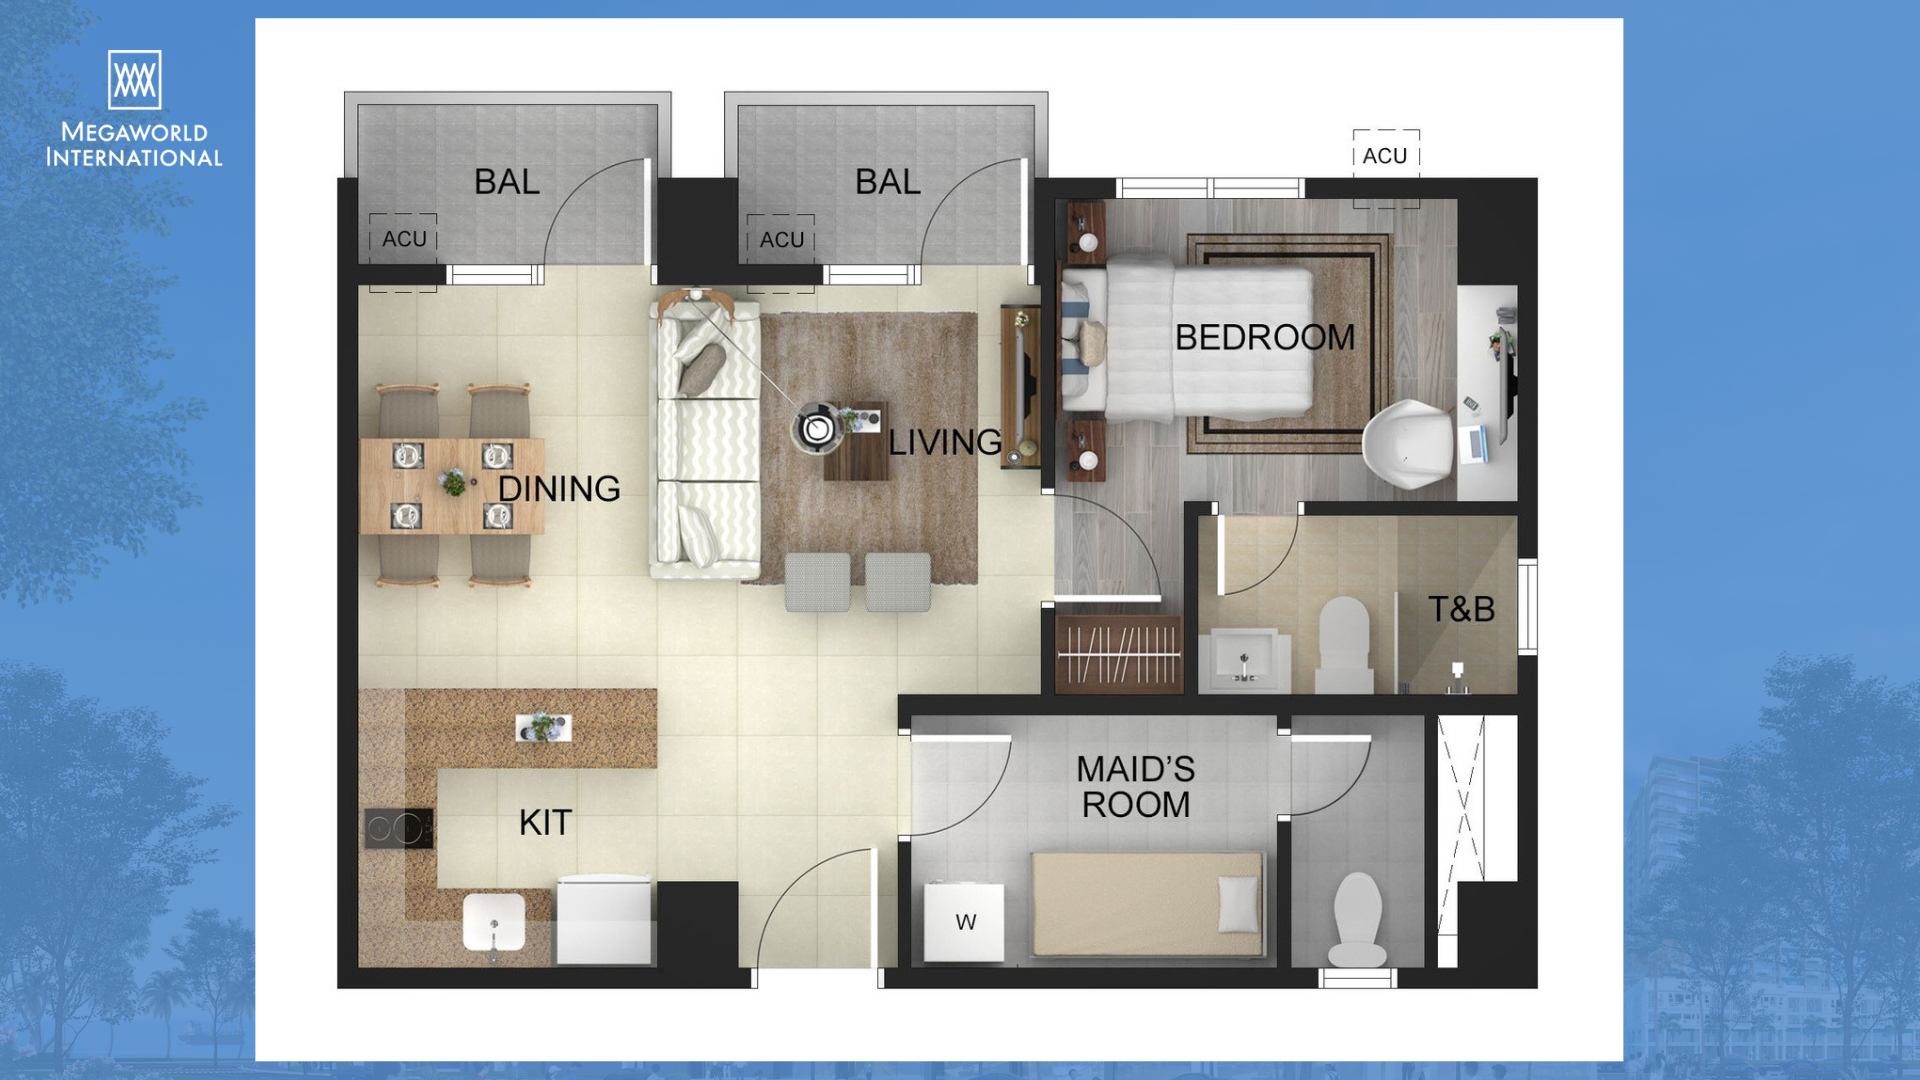 MEGAWORLD
INTERNATIONAL
BAL
BAL
ACU
ACU
ACU
BEDROOM
LIVING
DINING
T&B
MAID'S
ROOM
KIT
W